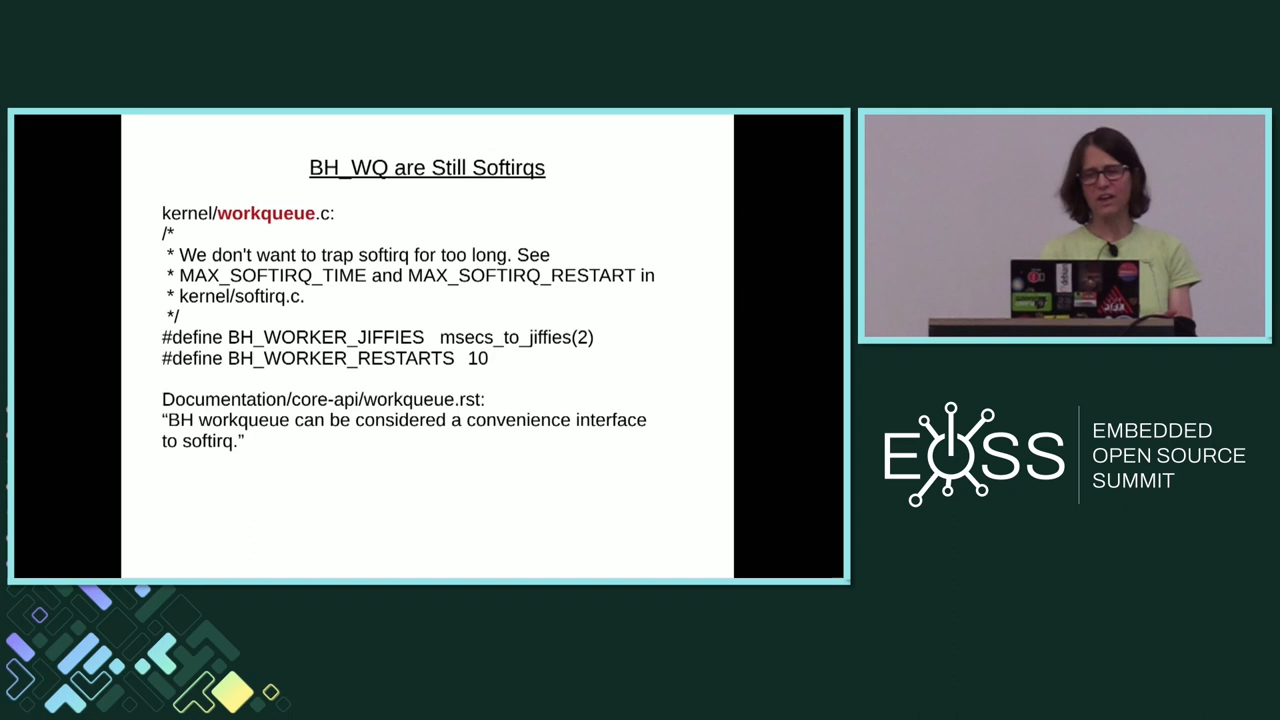 BH_WQ are Still Softirqs
kernel/workqueue.c:
/*
* We don't want to trap softirq for too long. See
* MAX_SOFTIRQ_TIME and MAX_SOFTIRQ_RESTART in
* kernel/softirq.c.
*/
#define BH_WORKER_JIFFIES msecs_to_jiffies(2)
#define BH_WORKER_RESTARTS 10
Documentation/core-api/workqueue.rst:
“BH workqueue can be considered a convenience interface
to softirq.”
EOSS
EMBEDDED
OPEN SOURCE
SUMMIT